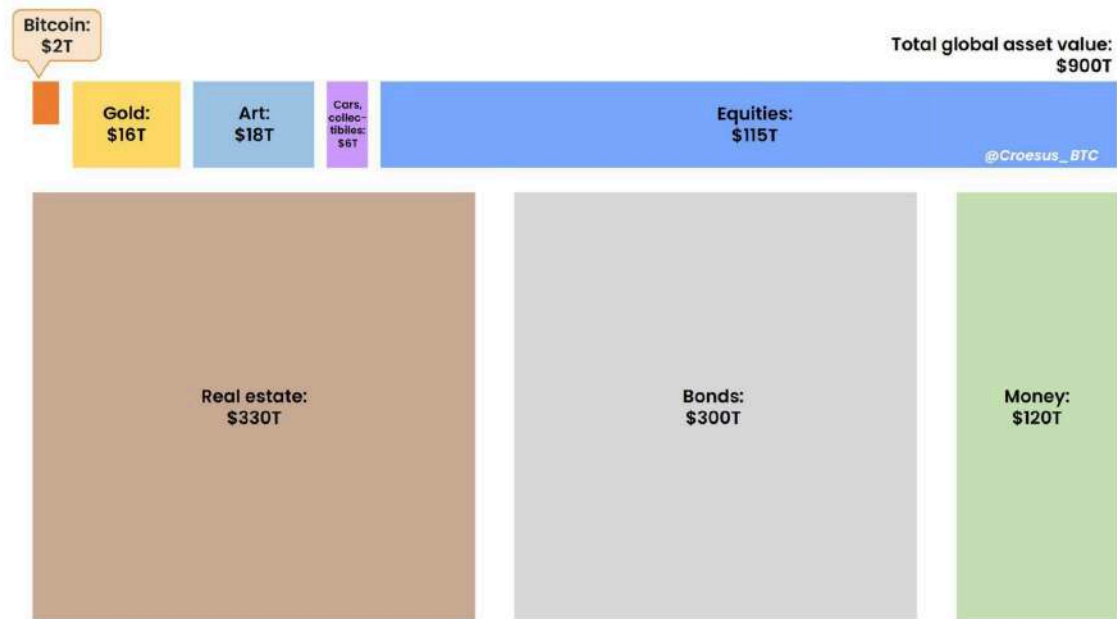 Bitcoin:
$2T
Total global asset value:
$900T
Gold:
$16T
Art:
$18T
Cars,
collec-
tibiles:
$6T
Equities:
$115T
@Croesus_BTC
Real estate:
$330T
Bonds:
$300T
Money:
$120T